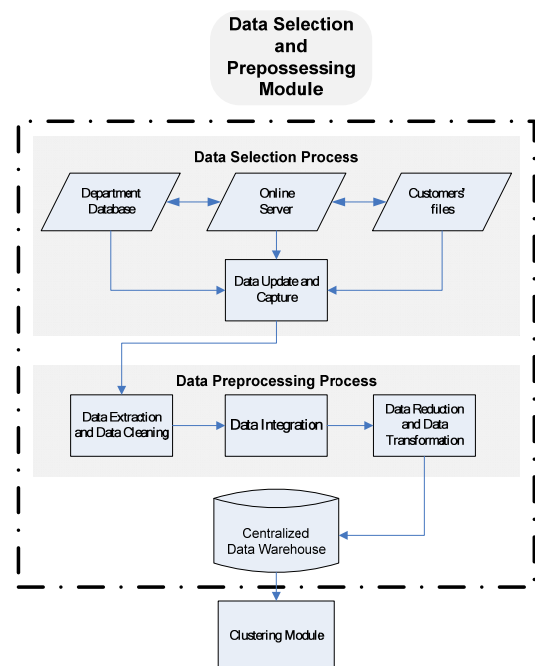 Data Selection
and
Prepossessing
Module
Data Selection Process
Department
Database
Online
Server
Customers'
files
Data Update and
Capture
Data Preprocessing Process
Data Extraction
and Data Cleaning
Data Integration
Data Reduction
and Data
Transformation
Centralized
Data Warehouse
Clustering Module